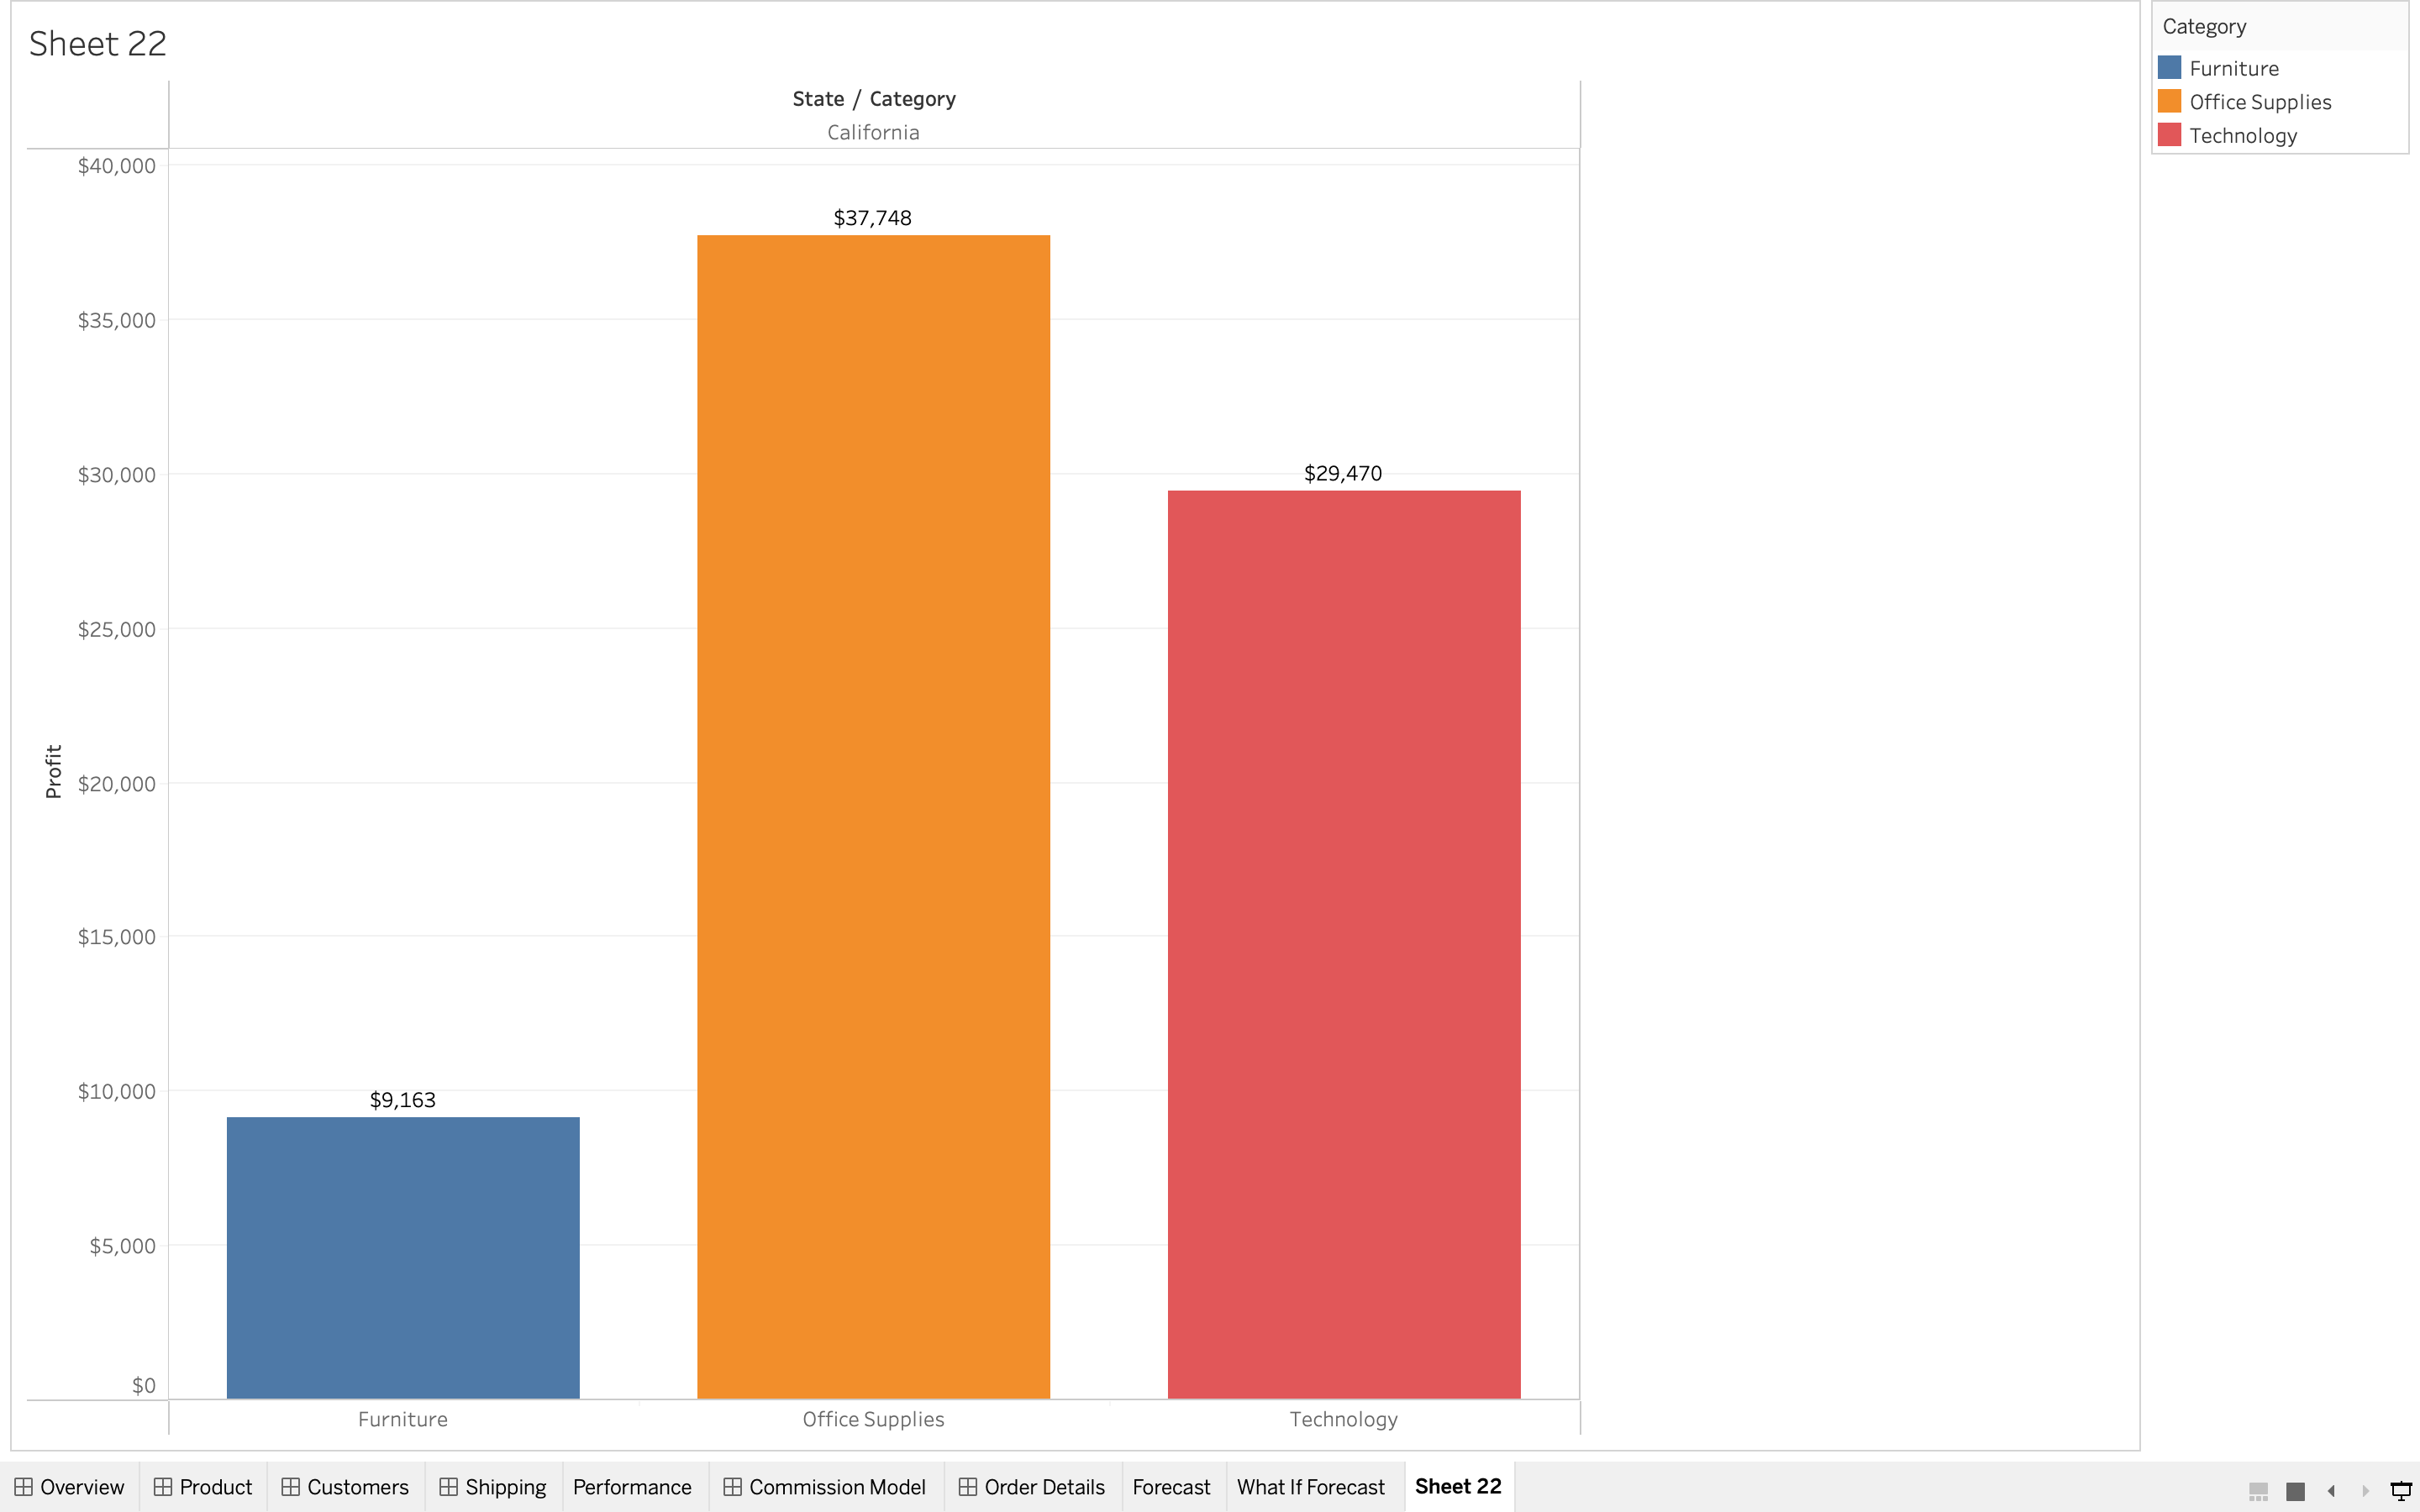 Sheet 22
State / Category
California
Category
Furniture
Office Supplies
Technology
Profit
$40,000
$35,000
$30,000
$25,000
$20,000
$15,000
$10,000
$5,000
$0
$9,163
$37,748
$29,470
Furniture Office Supplies Technology
Overview Product Customers Shipping Performance Commission Model Order Details Forecast What If Forecast Sheet 22